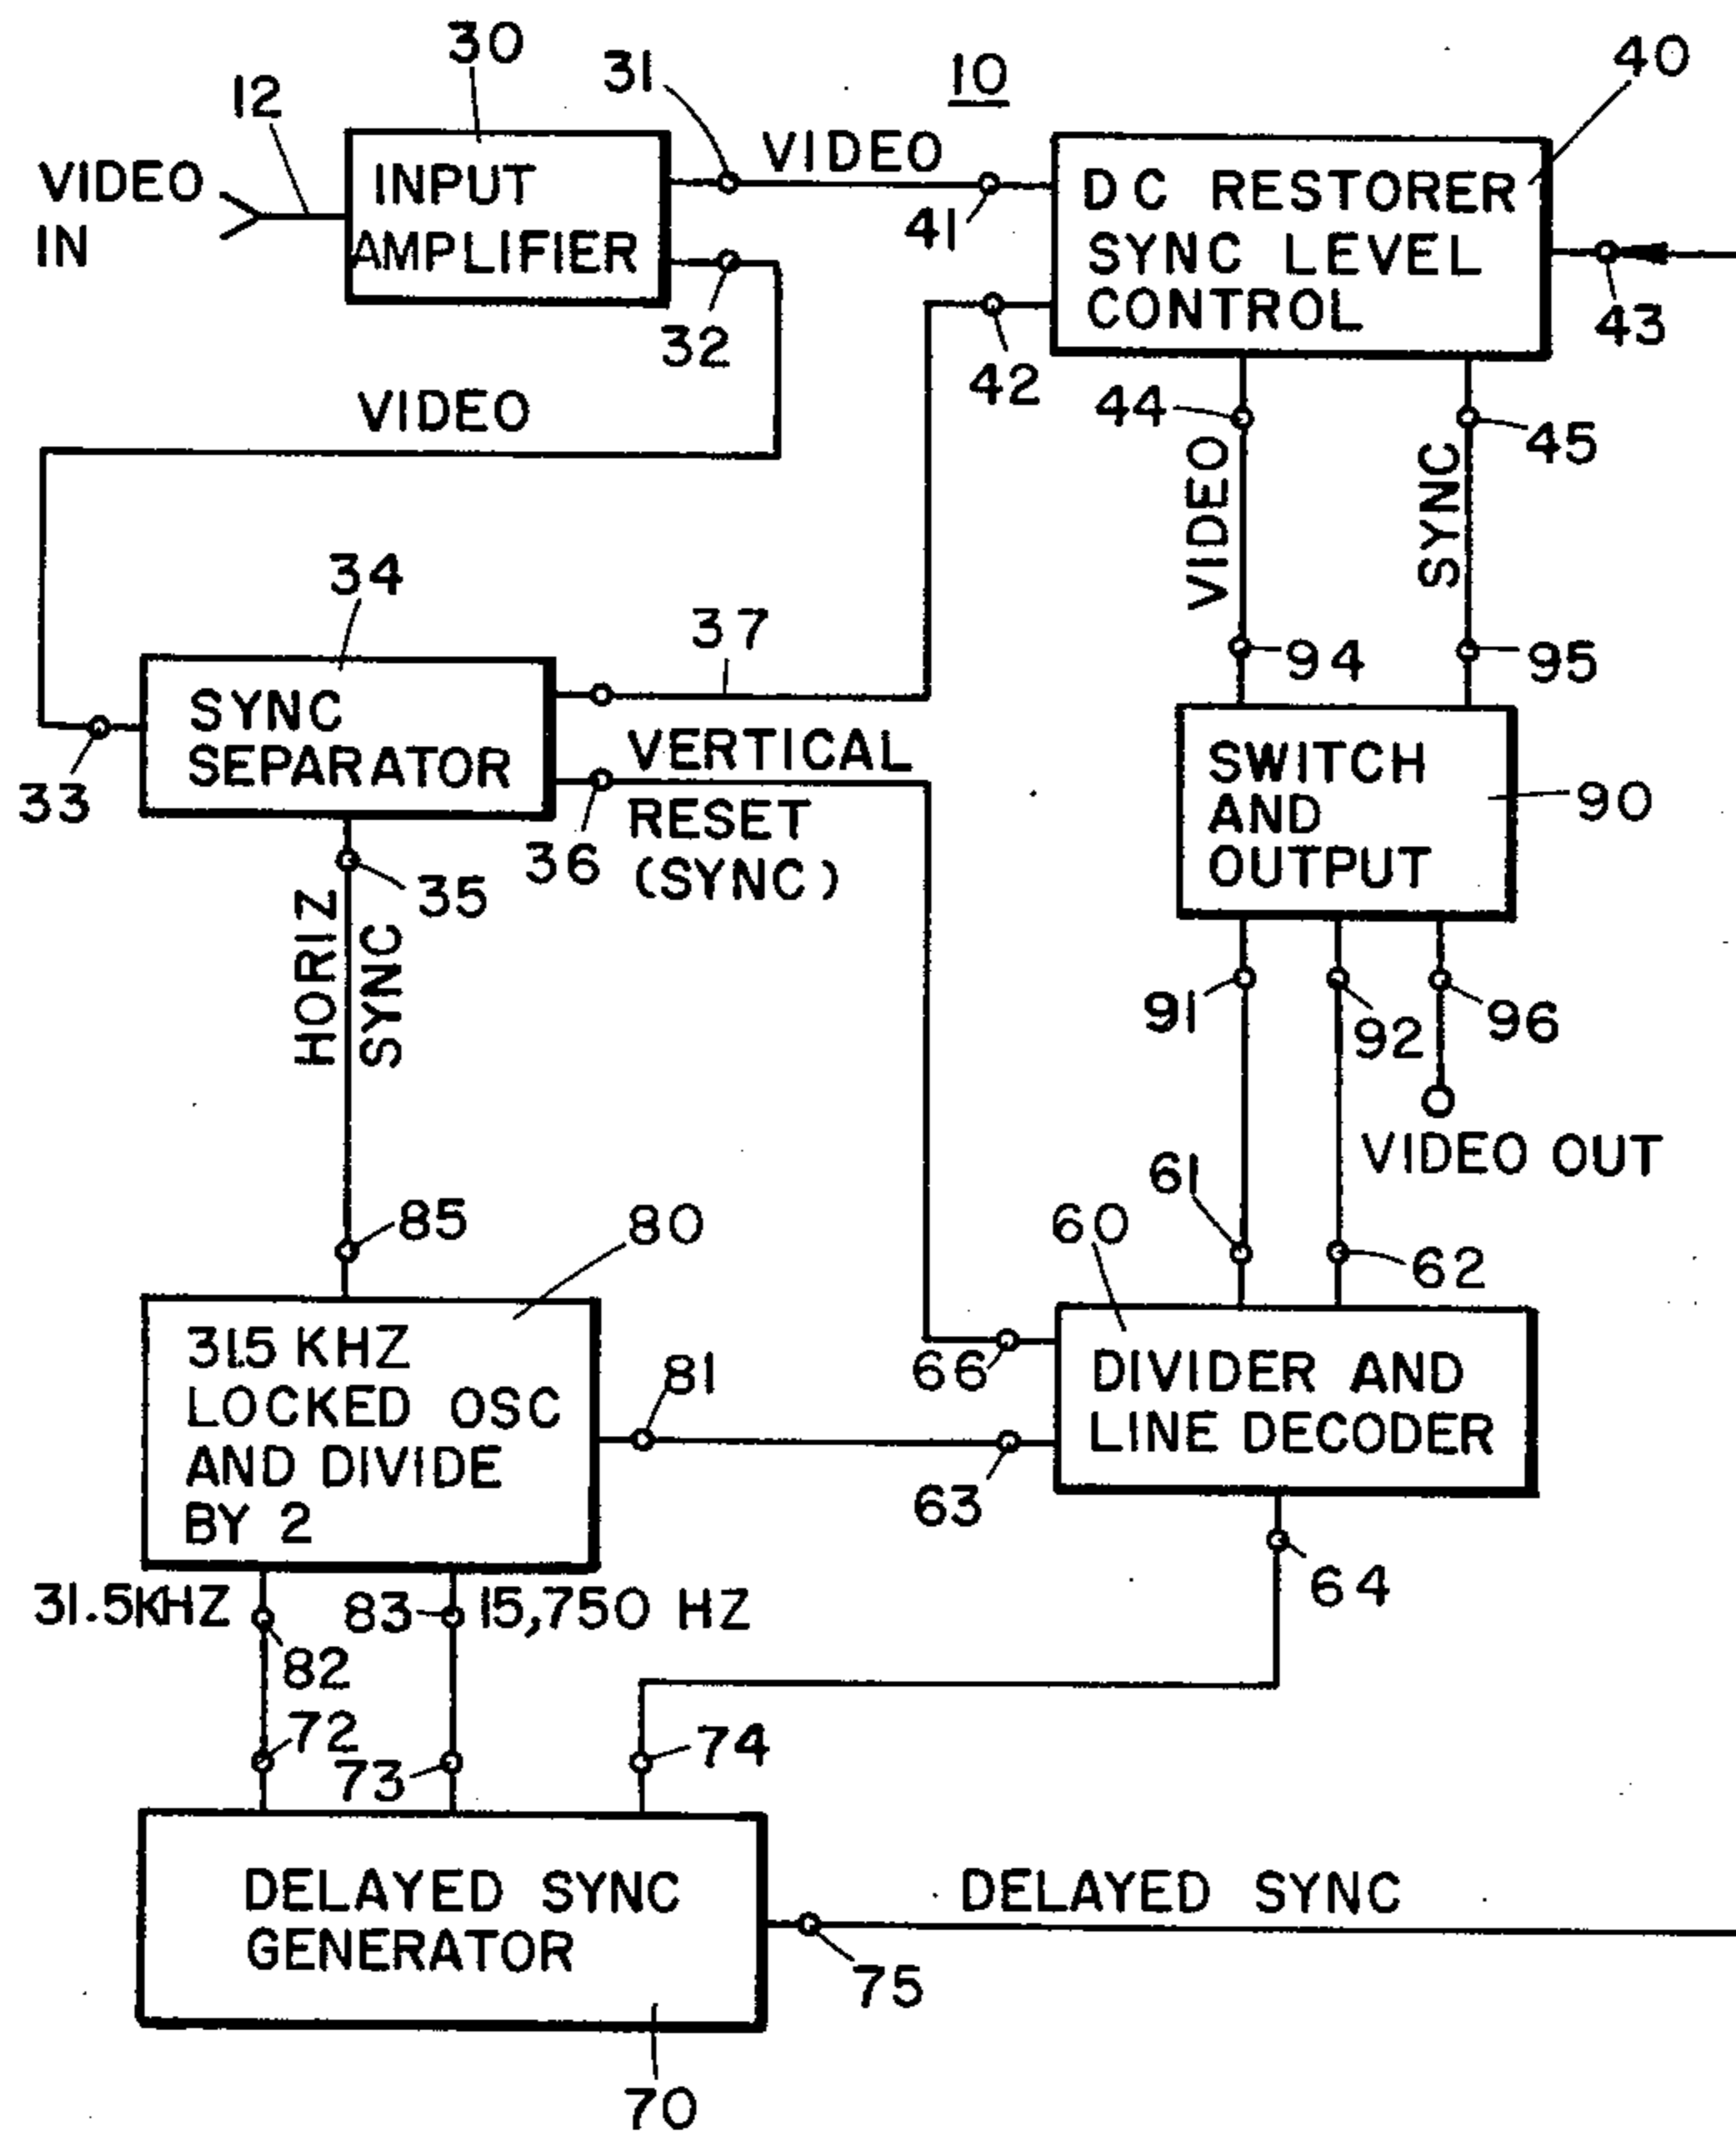 30
31
10
40
12
VIDEO
IN
INPUT
AMPLIFIER
VIDEO
41
DC RESTORER
SYNC LEVEL
CONTROL
43
32
42
VIDEO
44
45
VIDEO
SYNC
34
37
94
95
SYNC
SEPARATOR
33
VERTICAL
RESET
(SYNC)
36
35
SWITCH
AND
OUTPUT
90
HORIZ
SYNC
91
92
96
VIDEO OUT
61
85
80
60
62
31.5 KHZ
LOCKED OSC
AND DIVIDE
BY 2
81
66
63
DIVIDER AND
LINE DECODER
64
31.5KHZ
83
15,750 HZ
82
72
73
74
DELAYED SYNC
GENERATOR
DELAYED SYNC
75
70